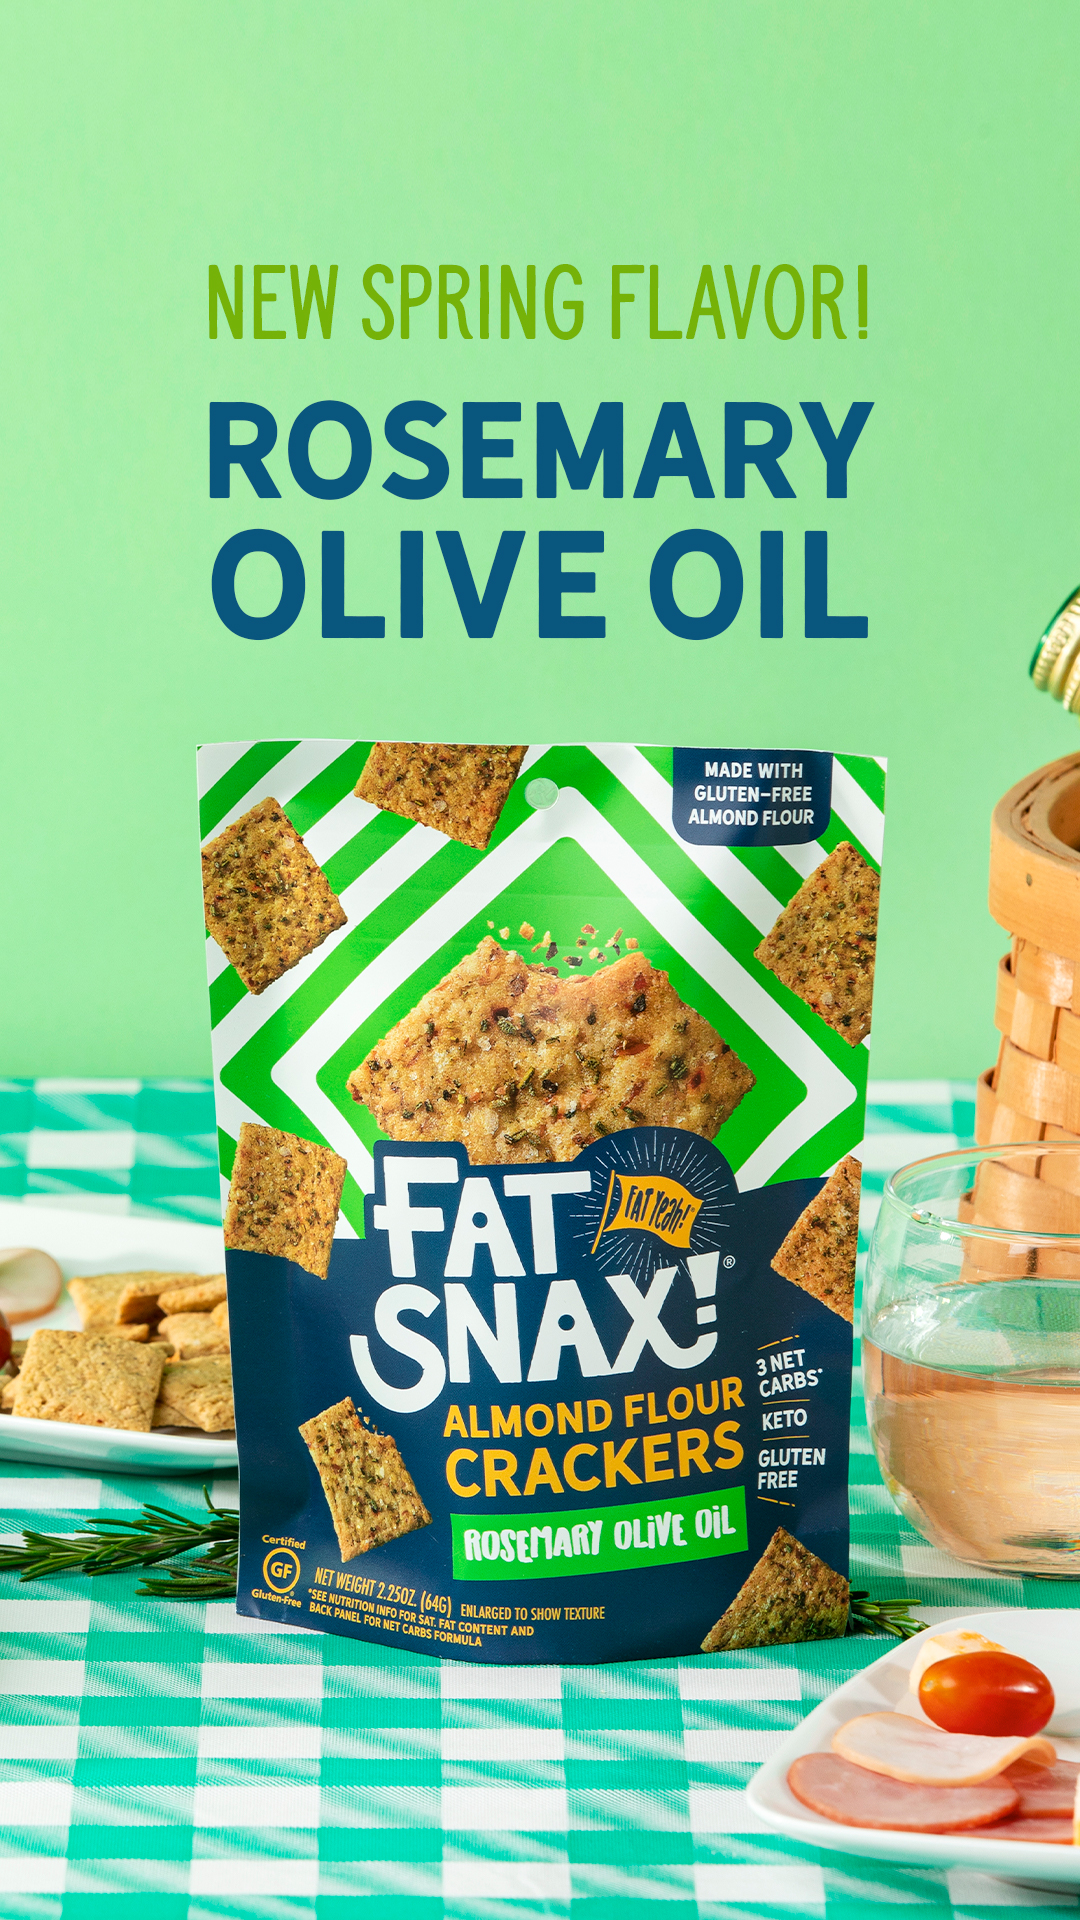 NEW SPRING FLAVOR!
ROSEMARY
OLIVE OIL
MADE WITH
GLUTEN-FREE
ALMOND FLOUR
FAT
FAT Yeah!™
SNAX!®
ALMOND FLOUR
CRACKERS
ROSEMARY OLIVE OIL
3 NET
CARBS*
KETO
GLUTEN
FREE
Certified
GF
Gluten-Free
NET WEIGHT 2.25OZ. (64G)
*SEE NUTRITION INFO FOR SAT. FAT CONTENT AND
BACK PANEL FOR NET CARBS FORMULA
ENLARGED TO SHOW TEXTURE